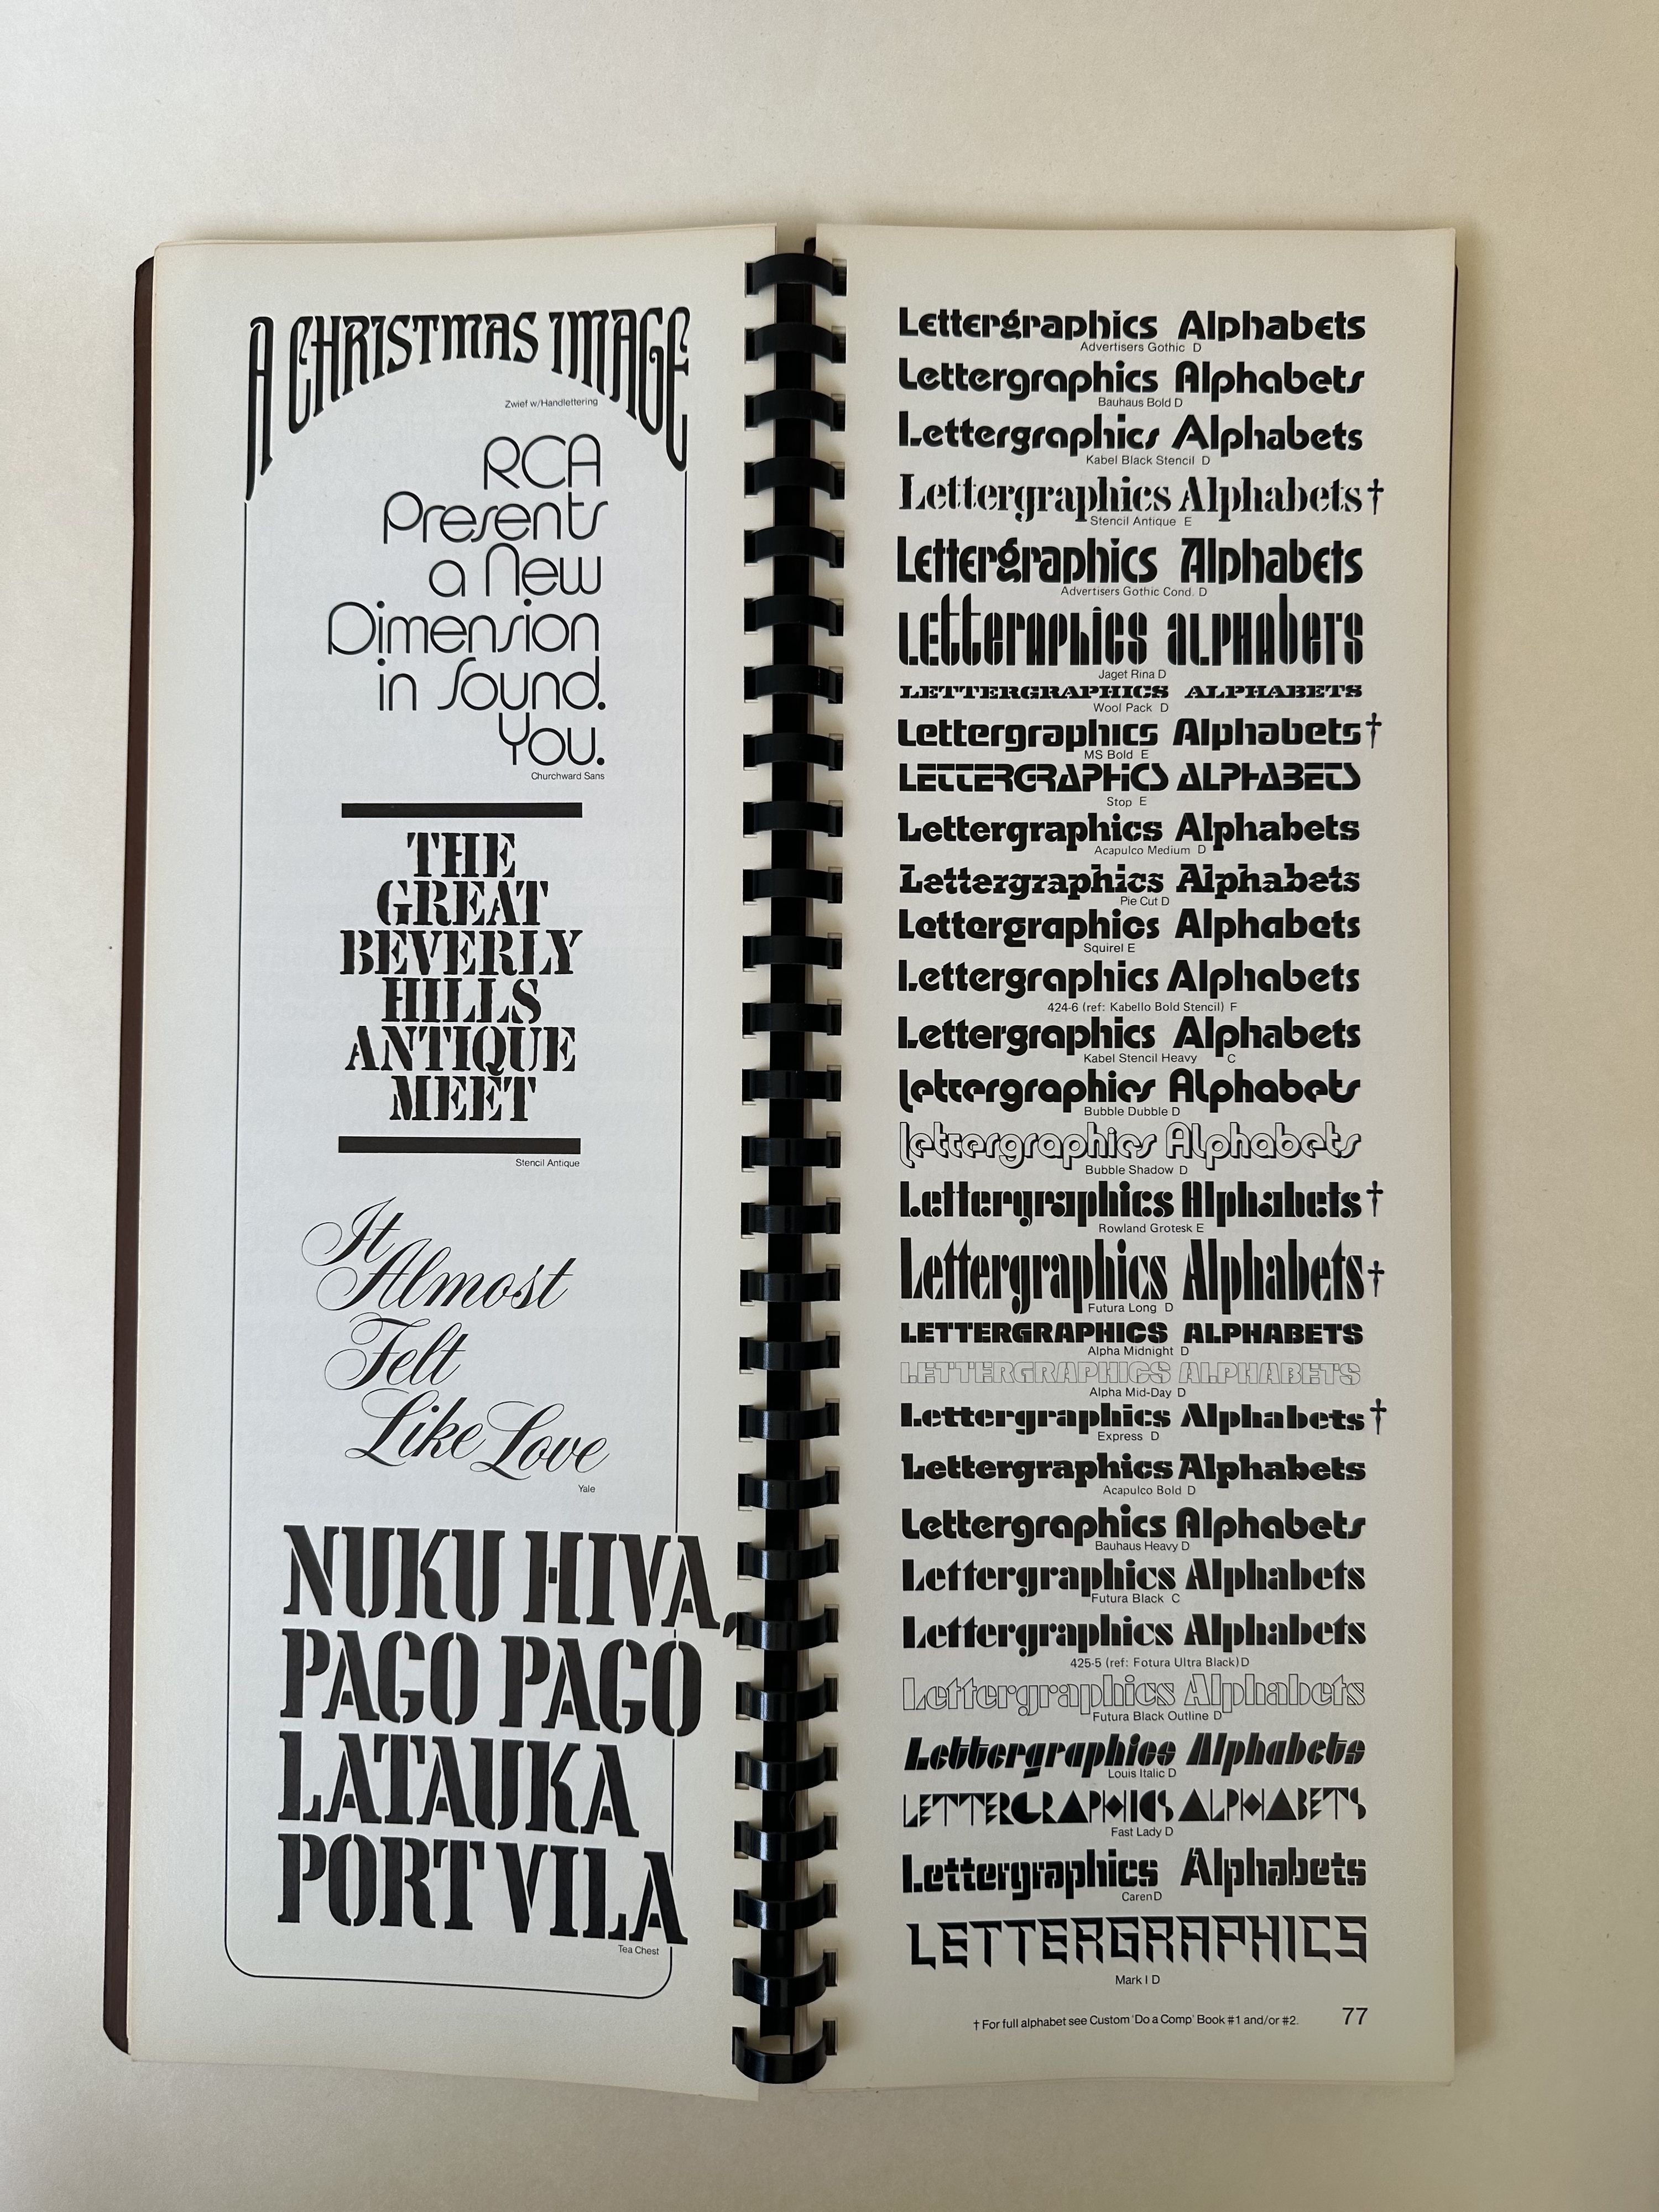 A CHRISTMAS IMAGE
Zwief w/Handlettering
RCA
Presents
a New
Dimension
in Sound.
You.
Churchward Sans
THE
GREAT
BEVERLY
HILLS
ANTIQUE
MEET
Stencil Antique
It
Almost
Felt
Like Love
Yale
NUKU HIVA,
PAGO PAGO
LATAUKA
PORT VILA
Tea Chest
Lettergraphics Alphabets
Advertisers Gothic D
Lettergraphics Alphabets
Bauhaus Bold D
Lettergraphics Alphabets
Kabel Black Stencil D
Lettergraphics Alphabets†
Stencil Antique E
Lettergraphics Alphabets
Advertisers Gothic Cond. D
LEtteraphics alpHabets
Jaget Rina D
LETTERGRAPHICS ALPHABETS
Wool Pack D
Lettergraphics Alphabets†
MS Bold E
LETTERGRAPHiCS ALPHABETS
Stop E
Lettergraphics Alphabets
Acapulco Medium D
Lettergraphics Alphabets
Pie Cut D
Lettergraphics Alphabets
Squirel E
Lettergraphics Alphabets
424-6 (ref: Kabello Bold Stencil) F
Lettergraphics Alphabets
Kabel Stencil Heavy C
lettergraphics Alphabets
Bubble Dubble D
lettergraphics Alphabets
Bubble Shadow D
Lettergraphics Alphabets†
Rowland Grotesk E
Lettergraphics Alphabets†
Futura Long D
LETTERGRAPHICS ALPHABETS
Alpha Midnight D
LETTERGRAPHICS ALPHABETS
Alpha Mid-Day D
Lettergraphics Alphabets†
Express D
Lettergraphics Alphabets
Acapulco Bold D
Lettergraphics Alphabets
Bauhaus Heavy D
Lettergraphics Alphabets
Futura Black C
Lettergraphics Alphabets
425-5 (ref: Fotura Ultra Black) D
Lettergraphics Alphabets
Futura Black Outline D
Lettergraphics Alphabets
Louis Italic D
LETTERGRAPHICS ALPHABETS
Fast Lady D
Lettergraphics Alphabets
Caren D
LETTERGRAPHICS
Mark I D
† For full alphabet see Custom 'Do a Comp' Book #1 and/or #2.
77